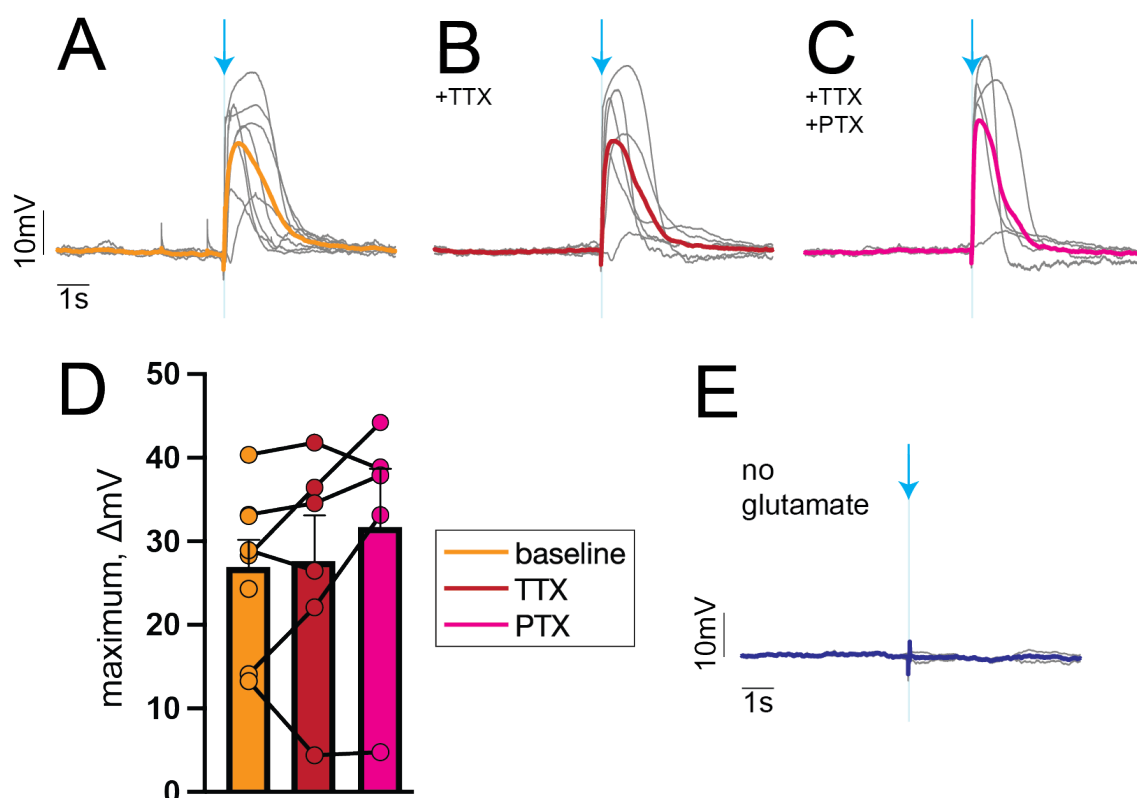 A
B
+TTX
C
+TTX
+PTX
10mV
1s
D
maximum, ΔmV
50
40
30
20
10
0
baseline
TTX
PTX
E
no
glutamate
10mV
1s